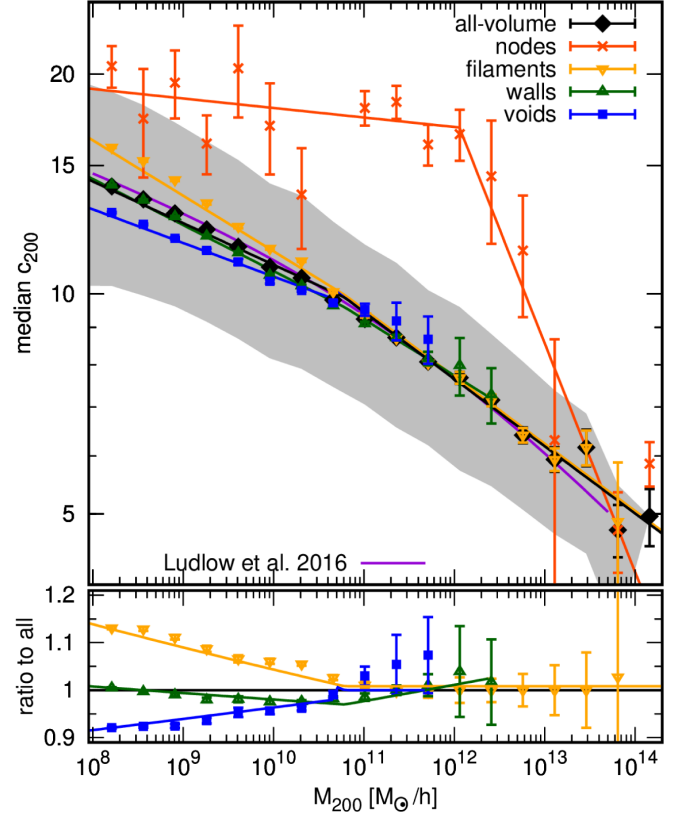 all-volume
nodes
filaments
walls
voids
20
15
10
5
median c200
Ludlow et al. 2016
1.2
1.1
1
0.9
ratio to all
10^8 10^9 10^10 10^11 10^12 10^13 10^14
M200 [M⊙/h]